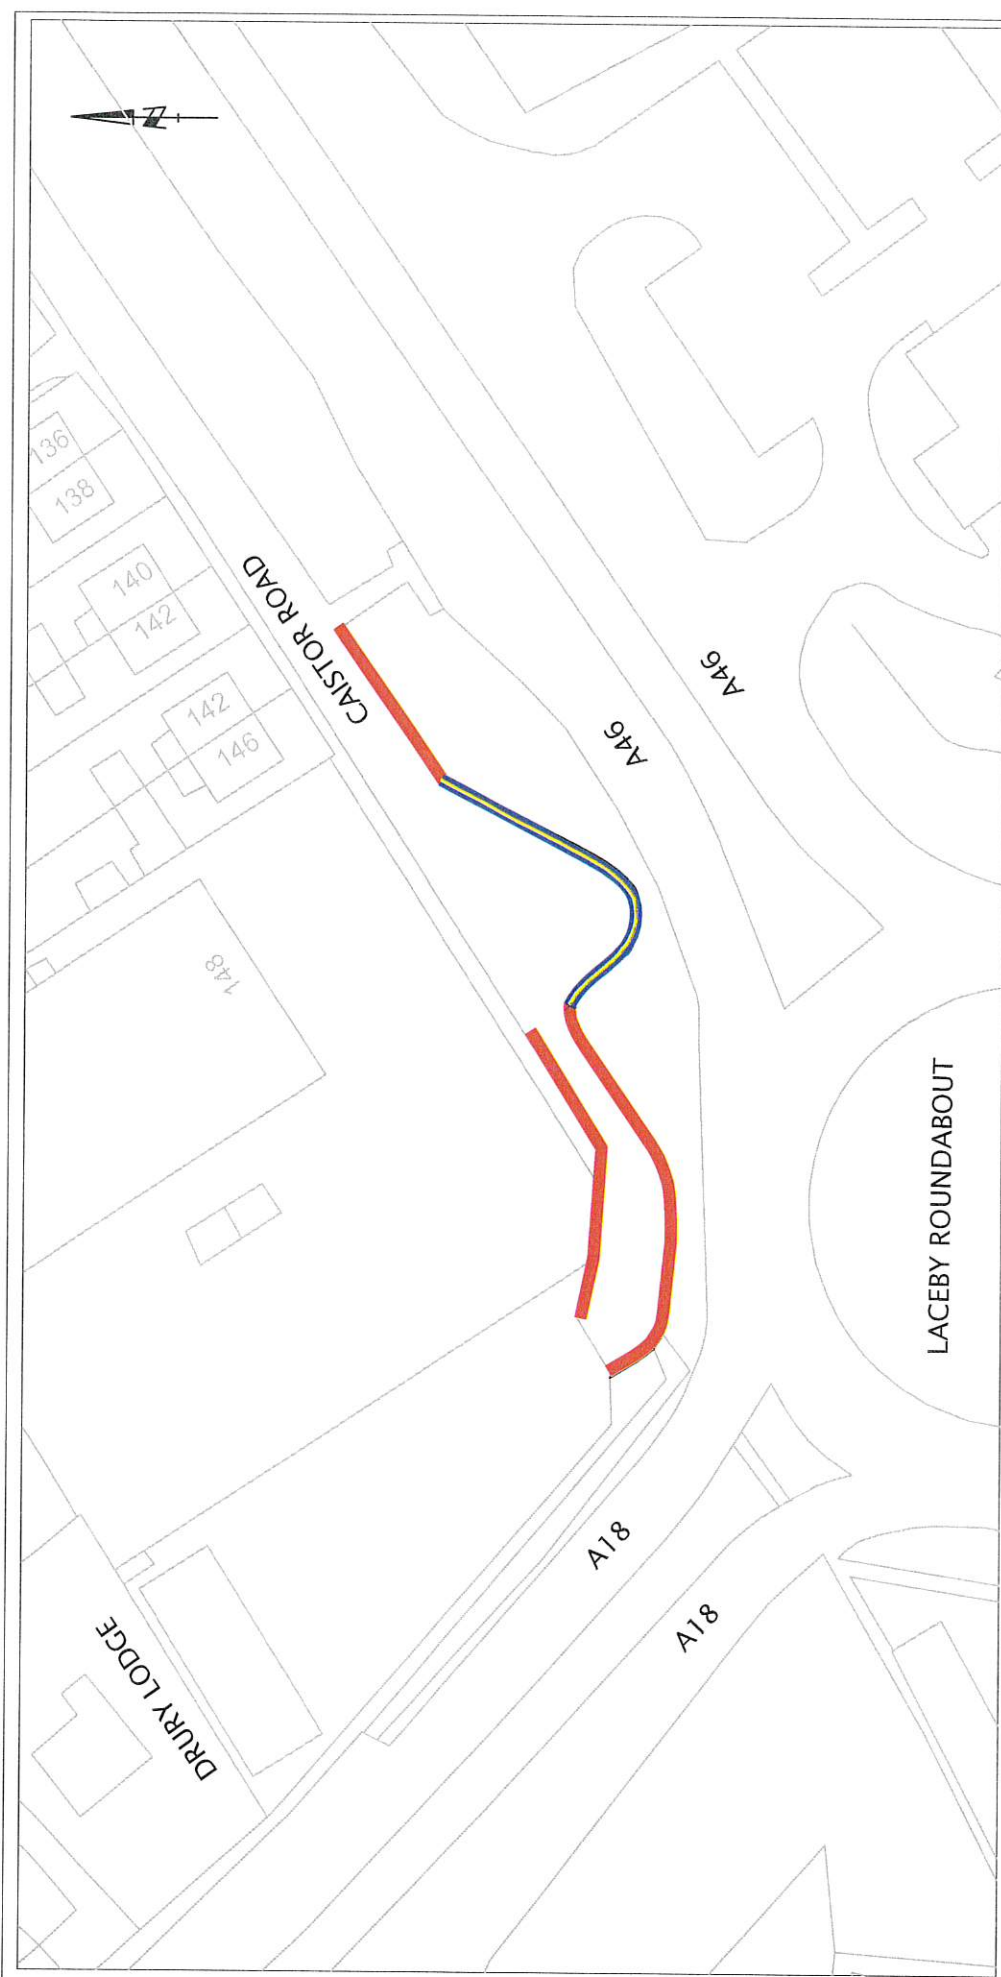 N
136
138
140
142
142
146
148
CAISTOR ROAD
A46
A46
LACEBY ROUNDABOUT
A18
A18
DRURY LODGE